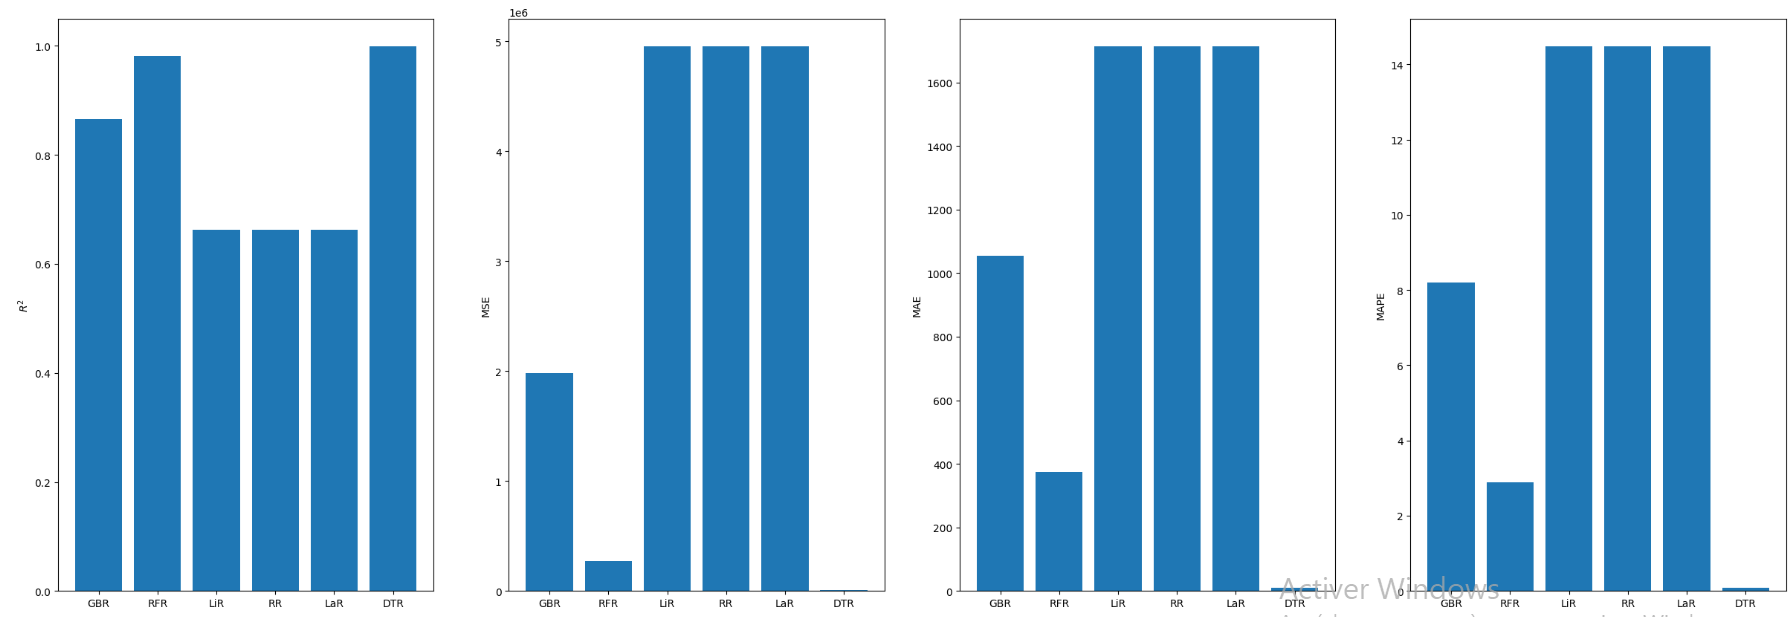 1e6
1.0
0.8
0.6
0.4
0.2
0.0
R²
GBR RFR LiR RR LaR DTR
5
4
3
2
1
0
MSE
GBR RFR LiR RR LaR DTR
1600
1400
1200
1000
800
600
400
200
0
MAE
GBR RFR LiR RR LaR DTR
14
12
10
8
6
4
2
0
MAPE
GBR RFR LiR RR LaR DTR
Activer Windows